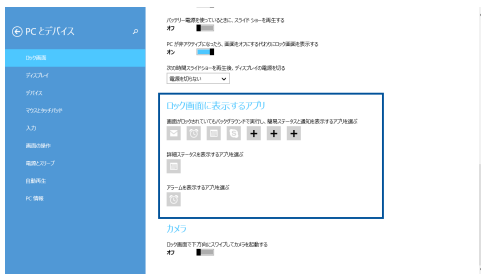 PC とデバイス
ロック画面
ディスプレイ
デバイス
マウスとタッチパッド
入力
画面の操作
電源とスリープ
自動再生
PC 情報
バッテリー電源を使っているときに、スライド ショーを再生する
オフ
PC が非アクティブになったら、画面をオフにする代わりにロック画面を表示する
オン
次の時間スライドショーを再生後、ディスプレイの電源を切る
電源を切らない
ロック画面に表示するアプリ
画面がロックされていてもバックグラウンドで実行し、簡易ステータスと通知を表示するアプリを選ぶ
詳細ステータスを表示するアプリを選ぶ
アラームを表示するアプリを選ぶ
カメラ
ロック画面で下方向にスワイプしてカメラを起動する
オフ